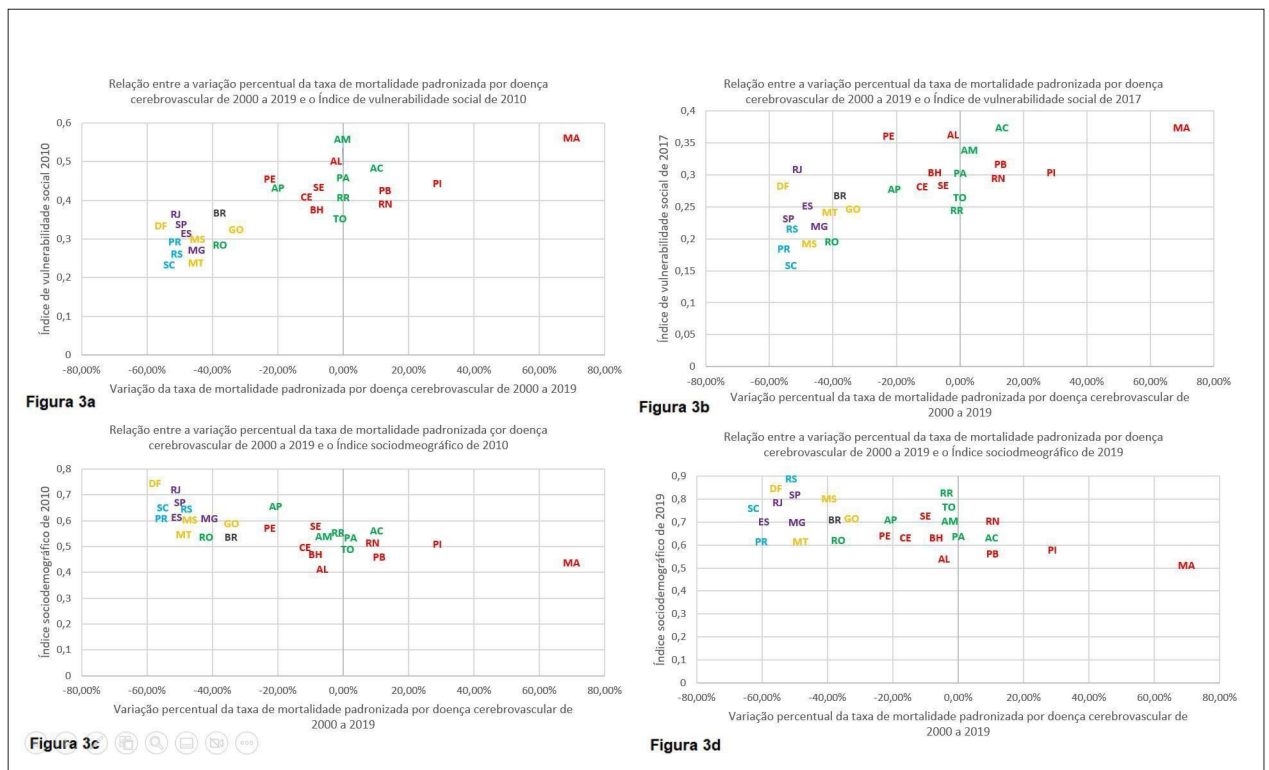 Relação entre a variação percentual da taxa de mortalidade padronizada por doença
cerebrovascular de 2000 a 2019 e o Índice de vulnerabilidade social de 2010
Índice de vulnerabilidade social 2010
0,6
0,5
0,4
0,3
0,2
0,1
0
AM
MA
AL
AC
PE
PA
AP
SE
PI
PB
CE
RR
RN
BH
RJ
BR
TO
SP
DF
GO
ES
PR
MS
RO
RS
MG
SC
MT
-80,00%
-60,00%
-40,00%
-20,00%
0,00%
20,00%
40,00%
60,00%
80,00%
Variação da taxa de mortalidade padronizada por doença cerebrovascular de 2000 a 2019
Figura 3a
Relação entre a variação percentual da taxa de mortalidade padronizada por doença
cerebrovascular de 2000 a 2019 e o Índice de vulnerabilidade social de 2017
Índice de vulnerabilidade social de 2017
0,4
0,35
0,3
0,25
0,2
0,15
0,1
0,05
0
AC
MA
PE
AL
AM
PB
RJ
BH
PA
PI
RN
DF
AP
CE
SE
BR
TO
ES
MT
GO
RR
SP
RS
MG
MS
RO
PR
SC
-80,00%
-60,00%
-40,00%
-20,00%
0,00%
20,00%
40,00%
60,00%
80,00%
Variação percentual da taxa de mortalidade padronizada por doença cerebrovascular de
2000 a 2019
Figura 3b
Relação entre a variação percentual da taxa de mortalidade padronizada çor doença
cerebrovascular de 2000 a 2019 e o Índice sociodmeográfico de 2010
Índice sociodemográfico de 2010
0,8
0,7
0,6
0,5
0,4
0,3
0,2
0,1
0
DF
RJ
SP
SC
RS
AP
PR
ES
MS
MG
GO
PE
SE
AC
MT
RO
BR
AM
RR
PA
CE
TO
RN
PI
BH
PB
AL
MA
-80,00%
-60,00%
-40,00%
-20,00%
0,00%
20,00%
40,00%
60,00%
80,00%
Variação percentual da taxa de mortalidade padronizada por doença cerebrovascular de
2000 a 2019
Figura 3c
Relação entre a variação percentual da taxa de mortalidade padronizada por doença
cerebrovascular de 2000 a 2019 e o Índice sociodmeográfico de 2019
Índice sociodemográfico de 2019
0,9
0,8
0,7
0,6
0,5
0,4
0,3
0,2
0,1
0
RS
DF
SP
RR
MS
RJ
SC
TO
ES
MG
BR
GO
AP
SE
AM
RN
PR
MT
RO
PE
CE
BH
PA
AC
PB
PI
AL
MA
-80,00%
-60,00%
-40,00%
-20,00%
0,00%
20,00%
40,00%
60,00%
80,00%
Variação percentual da taxa de mortalidade padronizada por doença cerebrovascular de
2000 a 2019
Figura 3d